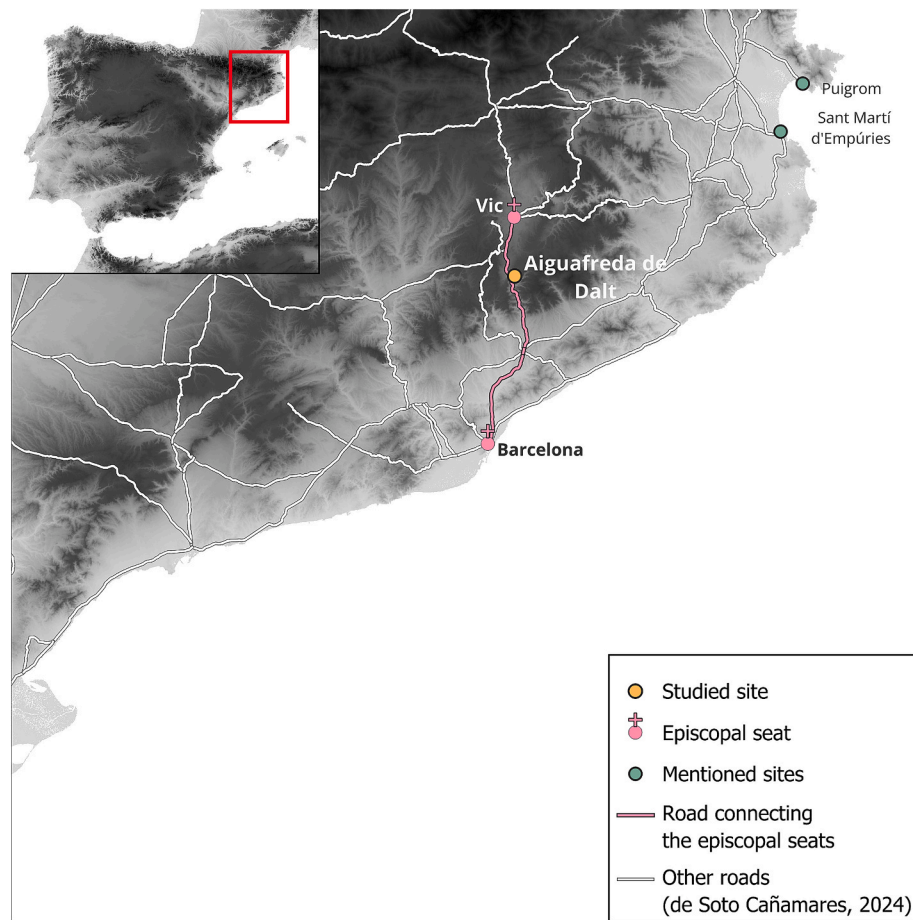 Puigrom
Sant Martí
d'Empúries
Vic
Aiguafreda de
Dalt
Barcelona
Studied site
Episcopal seat
Mentioned sites
Road connecting
the episcopal seats
Other roads
(de Soto Cañamares, 2024)